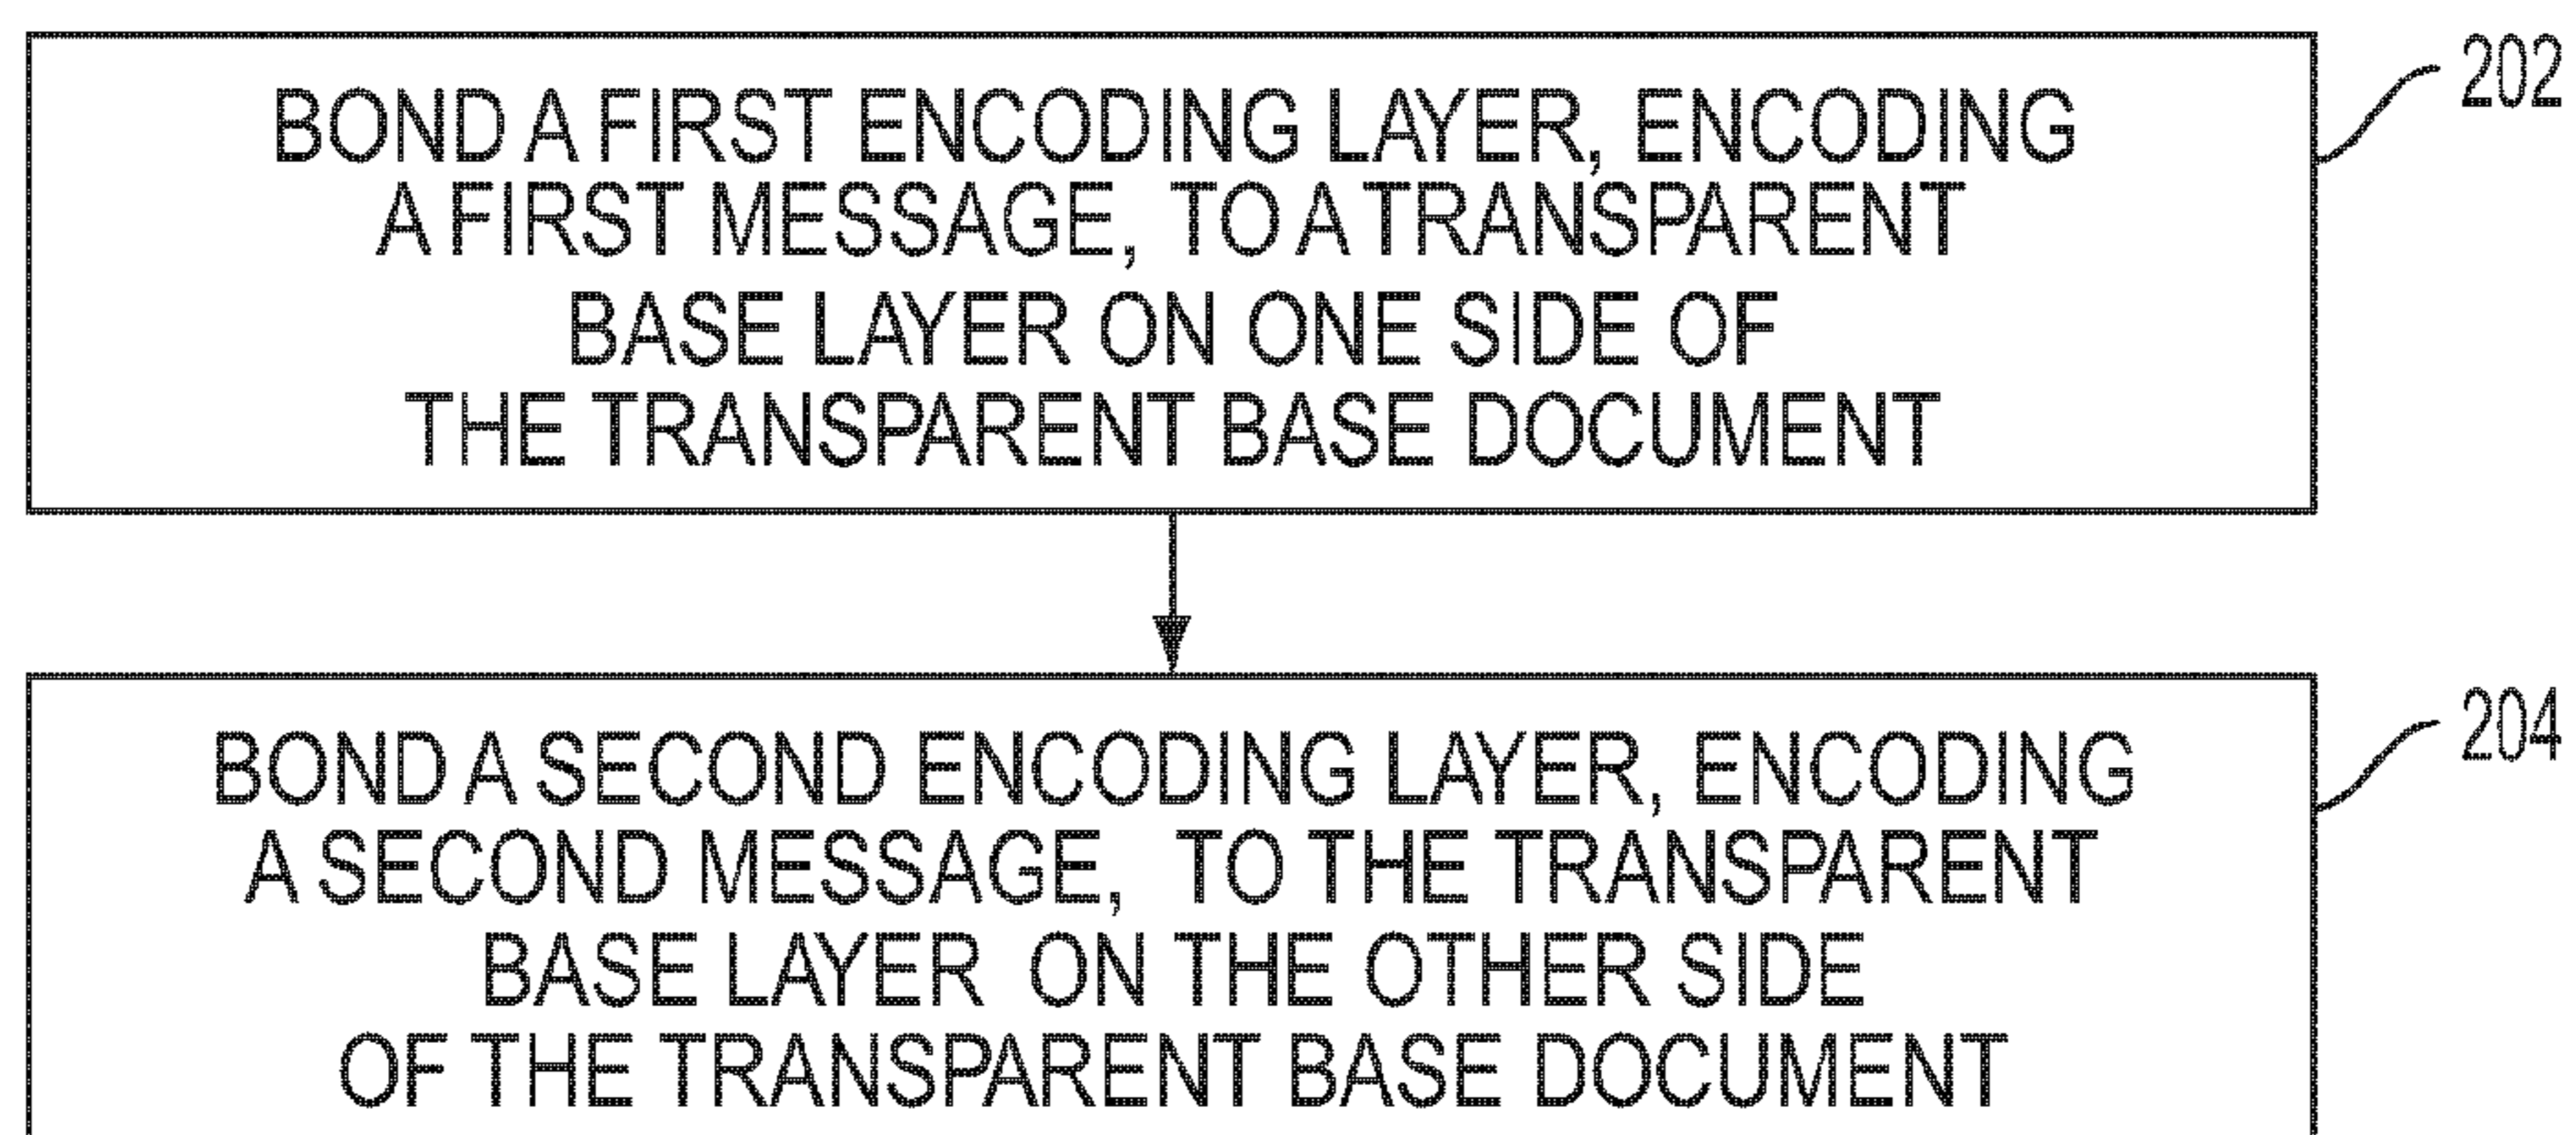 BOND A FIRST ENCODING LAYER, ENCODING
A FIRST MESSAGE, TO A TRANSPARENT
BASE LAYER ON ONE SIDE OF
THE TRANSPARENT BASE DOCUMENT
202
BOND A SECOND ENCODING LAYER, ENCODING
A SECOND MESSAGE, TO THE TRANSPARENT
BASE LAYER ON THE OTHER SIDE
OF THE TRANSPARENT BASE DOCUMENT
204